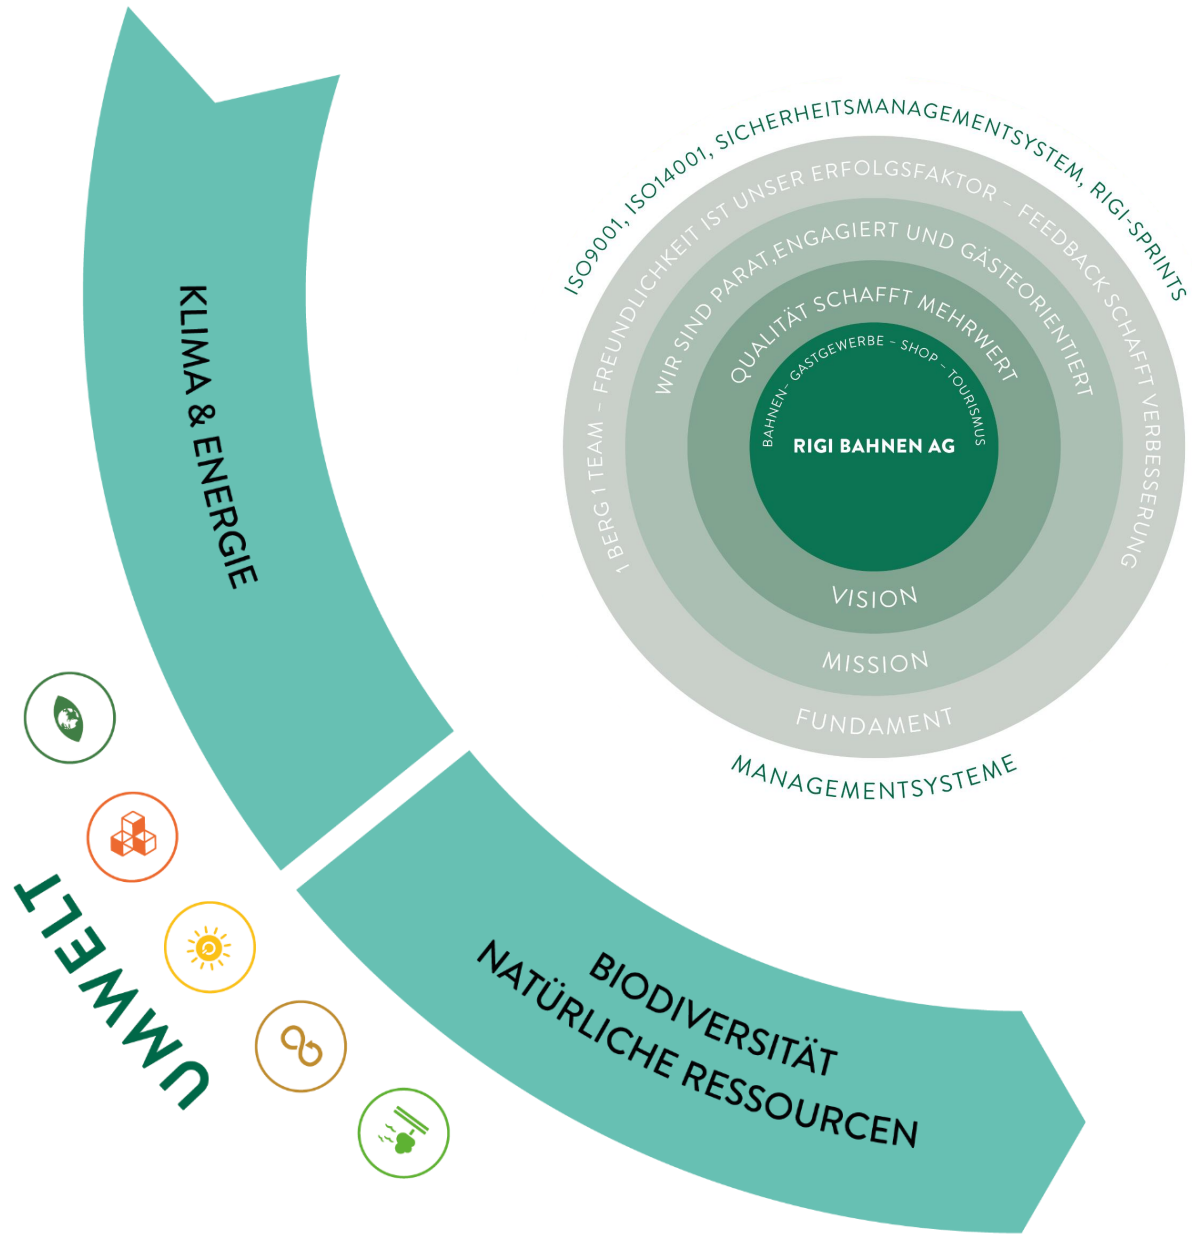 ISO9001, ISO14001, SICHERHEITSMANAGEMENTSYSTEM, RIGI-SPRINTS
1 BERG 1 TEAM – FREUNDLICHKEIT IST UNSER ERFOLGSFAKTOR – FEEDBACK SCHAFFT VERBESSERUNG
WIR SIND PARAT,ENGAGIERT UND GÄSTEORIENTIERT
QUALITÄT SCHAFFT MEHRWERT
BAHNEN– GASTGEWERBE – SHOP – TOURISMUS
RIGI BAHNEN AG
VISION
MISSION
FUNDAMENT
MANAGEMENTSYSTEME
KLIMA & ENERGIE
BIODIVERSITÄT
NATÜRLICHE RESSOURCEN
UMWELT